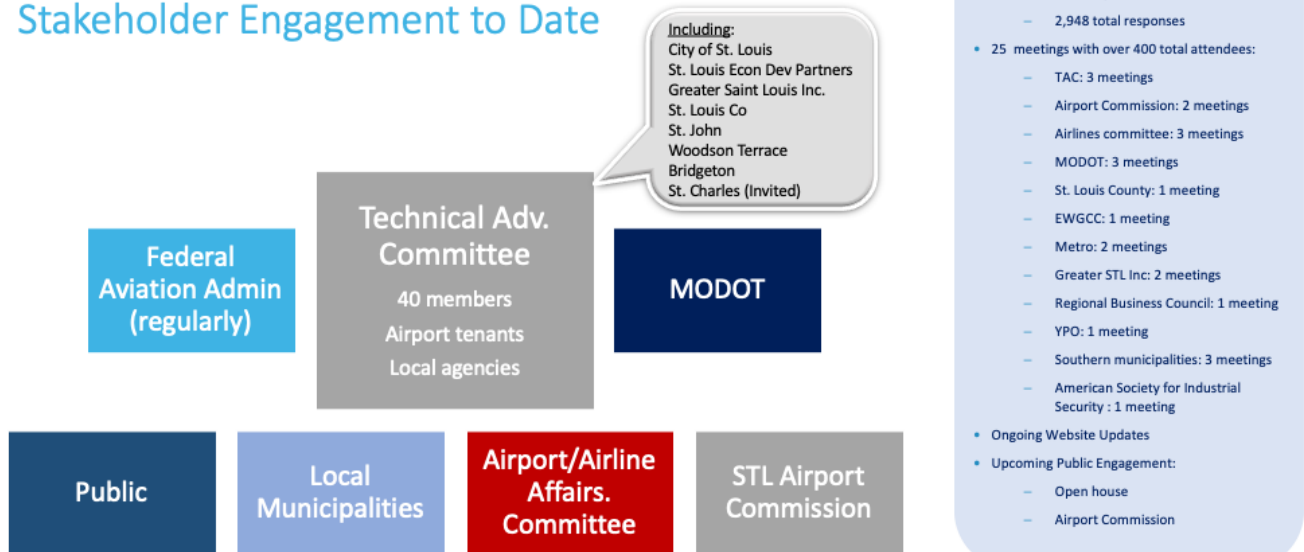 Stakeholder Engagement to Date
Including:
City of St. Louis
St. Louis Econ Dev Partners
Greater Saint Louis Inc.
St. Louis Co
St. John
Woodson Terrace
Bridgeton
St. Charles (Invited)
Federal
Aviation Admin
(regularly)
Technical Adv.
Committee
40 members
Airport tenants
Local agencies
MODOT
Public
Local
Municipalities
Airport/Airline
Affairs.
Committee
STL Airport
Commission
– 2,948 total responses
• 25 meetings with over 400 total attendees:
– TAC: 3 meetings
– Airport Commission: 2 meetings
– Airlines committee: 3 meetings
– MODOT: 3 meetings
– St. Louis County: 1 meeting
– EWGCC: 1 meeting
– Metro: 2 meetings
– Greater STL Inc: 2 meetings
– Regional Business Council: 1 meeting
– YPO: 1 meeting
– Southern municipalities: 3 meetings
– American Society for Industrial
Security : 1 meeting
• Ongoing Website Updates
• Upcoming Public Engagement:
– Open house
– Airport Commission